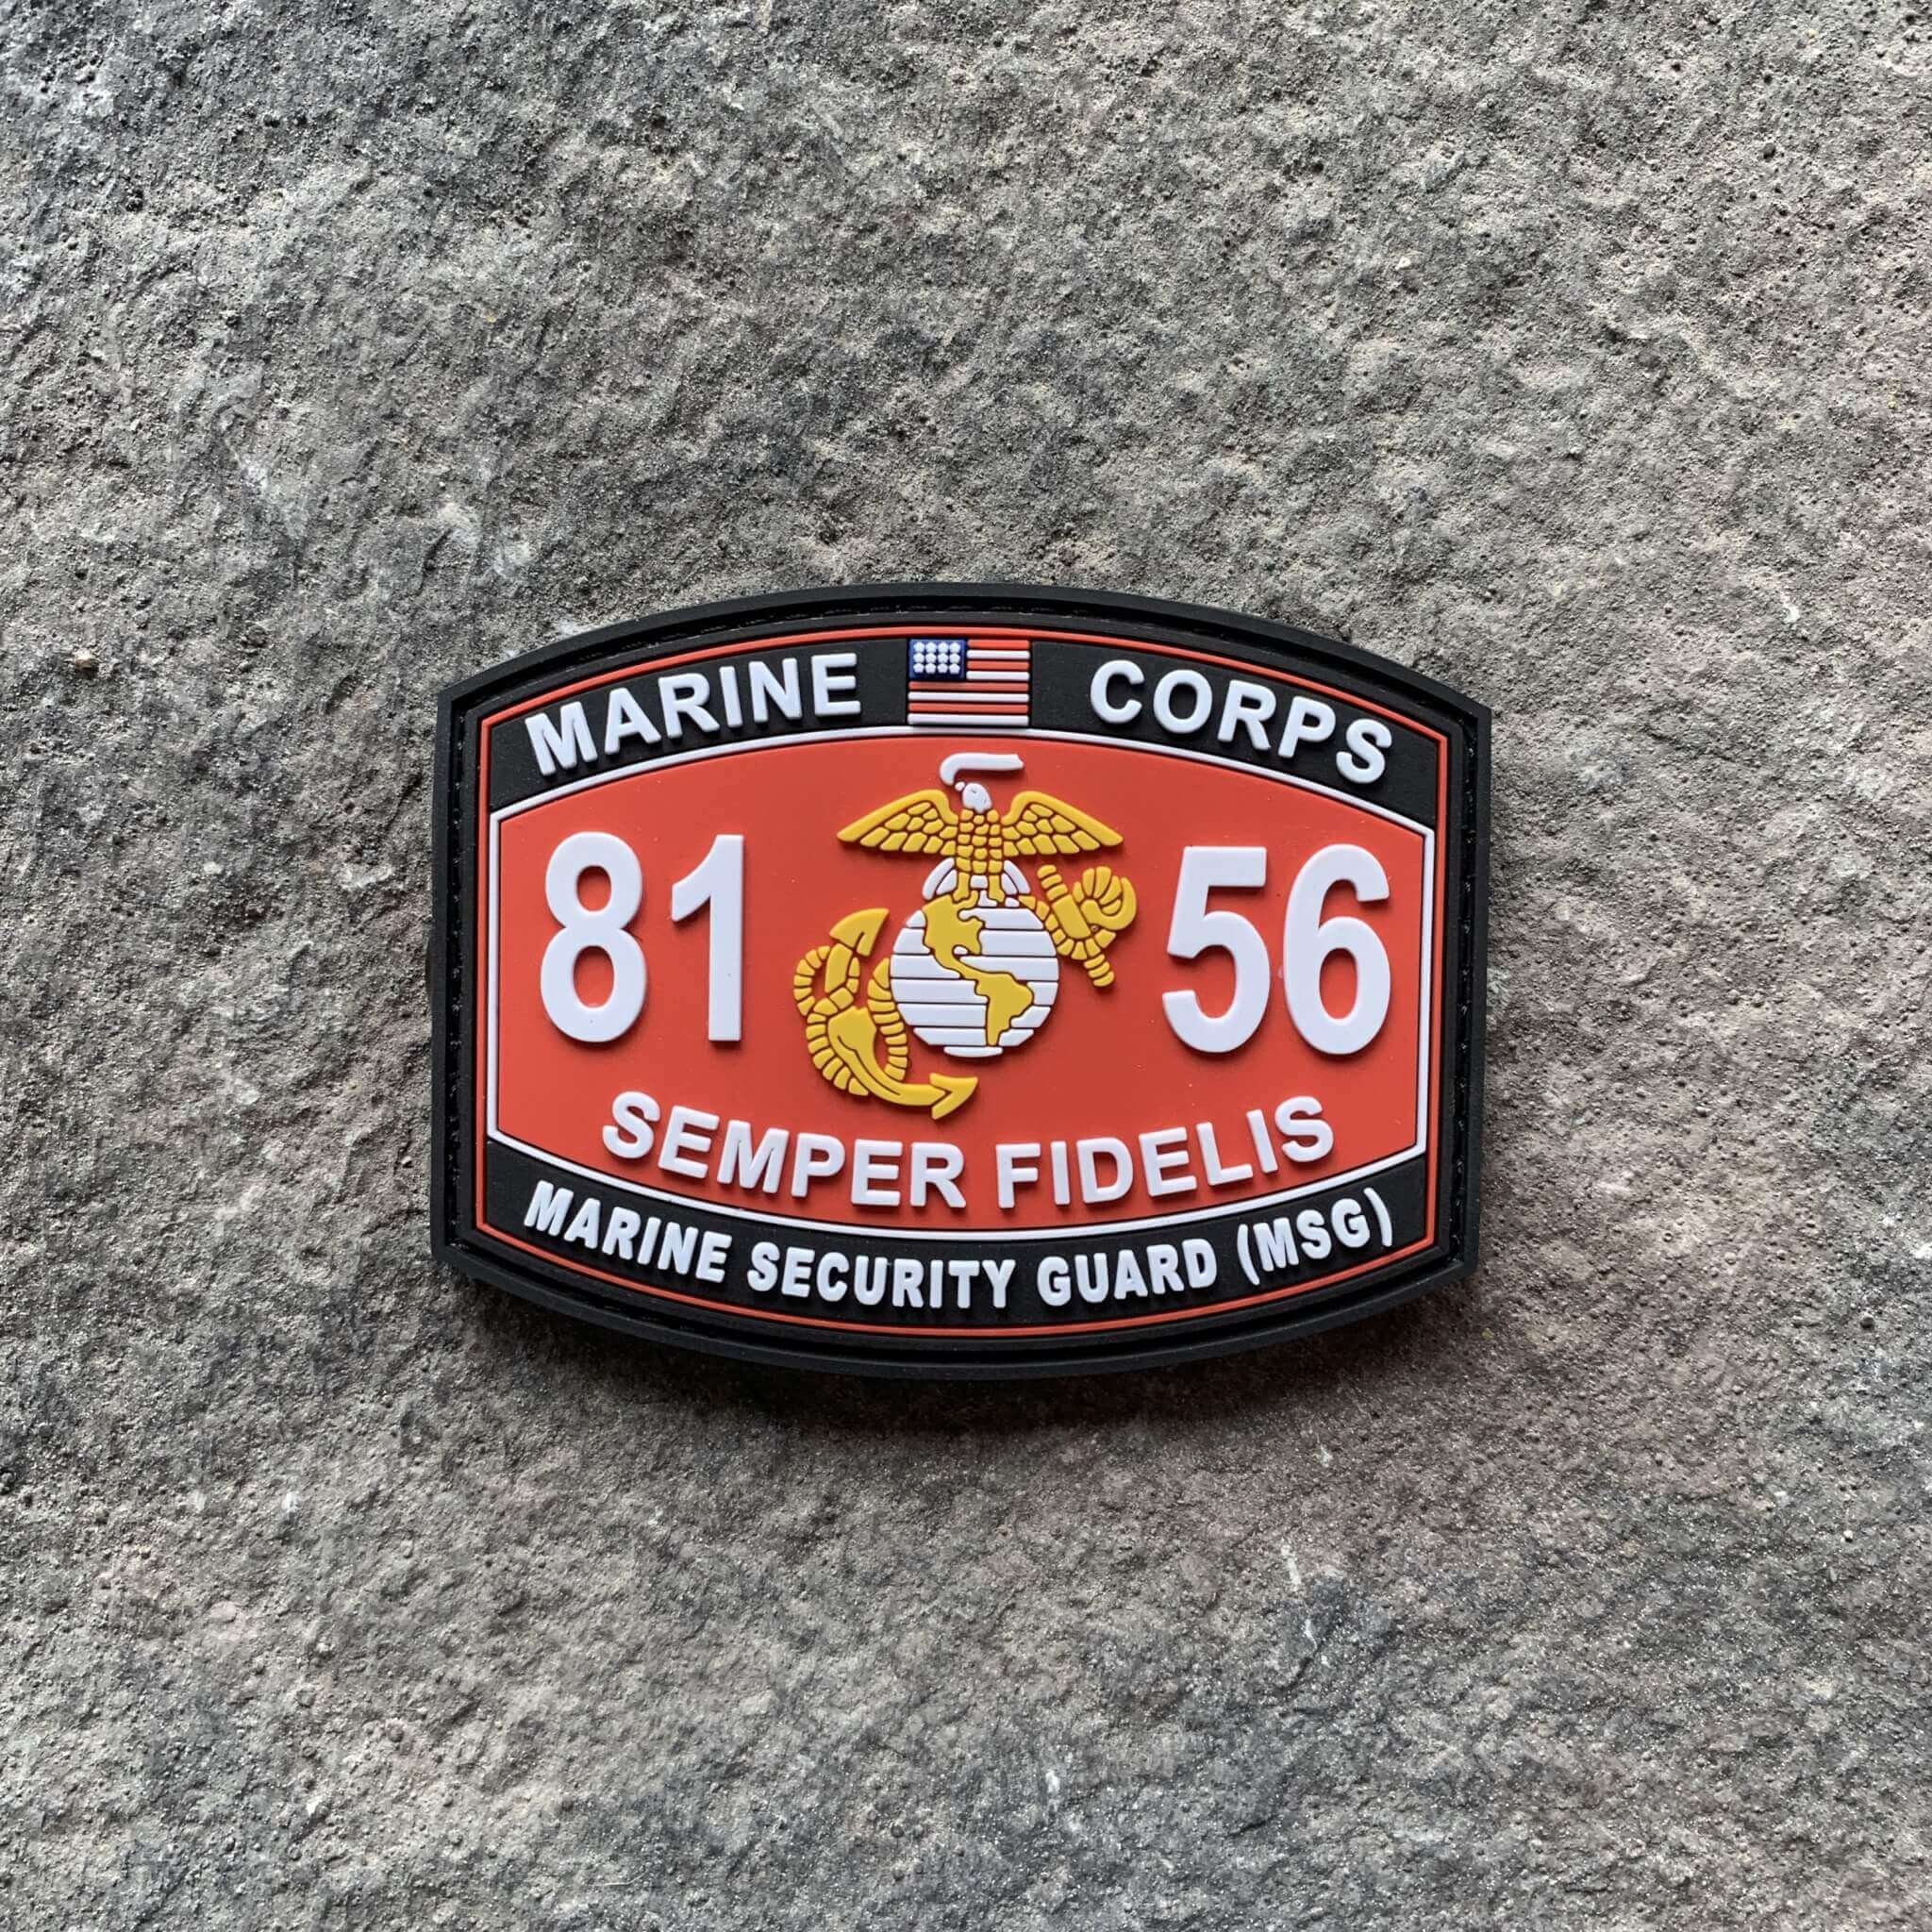 MARINE CORPS
81 56
SEMPER FIDELIS
MARINE SECURITY GUARD (MSG)